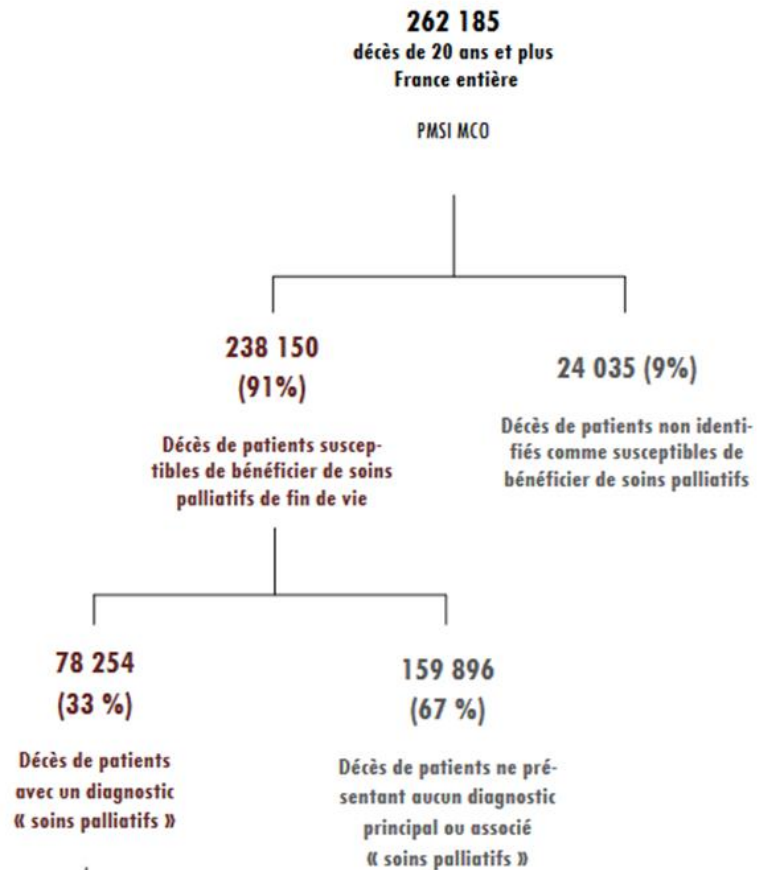 262 185
décès de 20 ans et plus
France entière
PMSI MCO
238 150
(91%)
Décès de patients suscep-
tibles de bénéficier de soins
palliatifs de fin de vie
24 035 (9%)
Décès de patients non identi-
fiés comme susceptibles de
bénéficier de soins palliatifs
78 254
(33 %)
Décès de patients
avec un diagnostic
« soins palliatifs »
159 896
(67 %)
Décès de patients ne pré-
sentant aucun diagnostic
principal ou associé
« soins palliatifs »